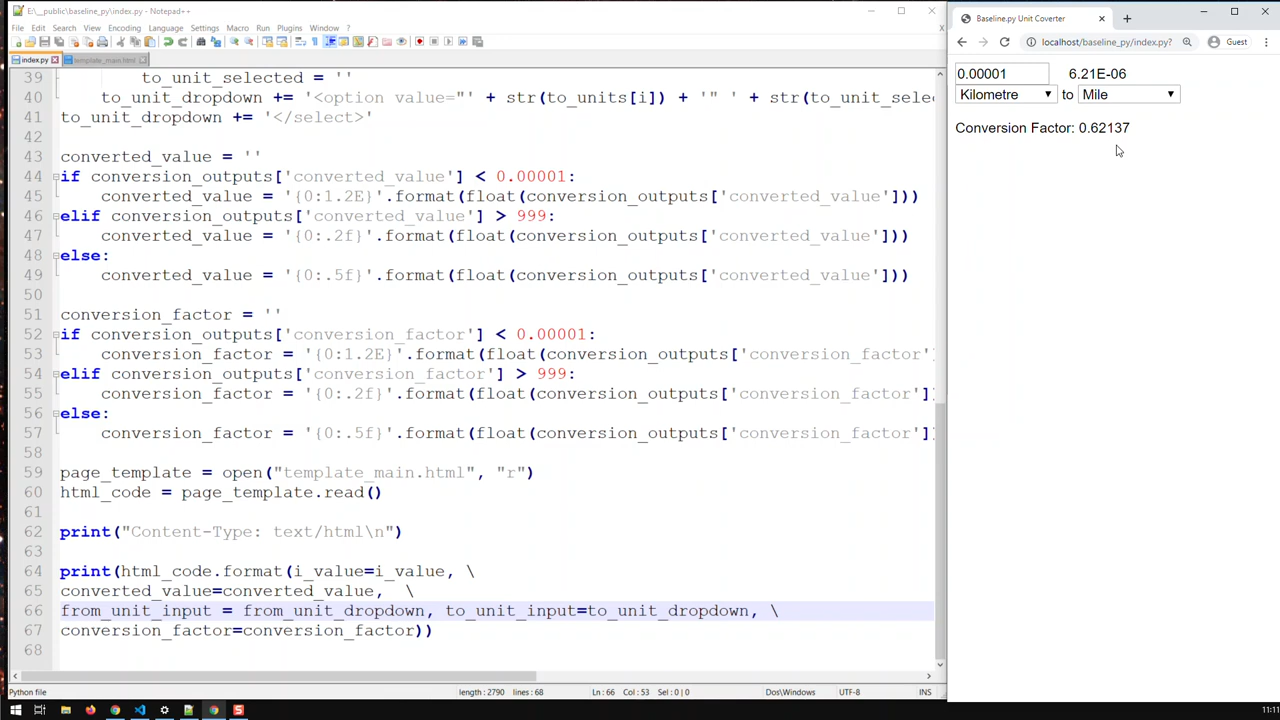 E:\__public\baseline_py\index.py - Notepad++
File Edit Search View Encoding Language Settings Macro Run Plugins Window ?
index.py template_main.html
39 to_unit_selected = ''
40 to_unit_dropdown += '<option value="' + str(to_units[i]) + '" ' + str(to_unit_sele
41 to_unit_dropdown += '</select>'
42
43 converted_value = ''
44 if conversion_outputs['converted_value'] < 0.00001:
45 converted_value = '{0:1.2E}'.format(float(conversion_outputs['converted_value']))
46 elif conversion_outputs['converted_value'] > 999:
47 converted_value = '{0:.2f}'.format(float(conversion_outputs['converted_value']))
48 else:
49 converted_value = '{0:.5f}'.format(float(conversion_outputs['converted_value']))
50
51 conversion_factor = ''
52 if conversion_outputs['conversion_factor'] < 0.00001:
53 conversion_factor = '{0:1.2E}'.format(float(conversion_outputs['conversion_factor'
54 elif conversion_outputs['conversion_factor'] > 999:
55 conversion_factor = '{0:.2f}'.format(float(conversion_outputs['conversion_factor']
56 else:
57 conversion_factor = '{0:.5f}'.format(float(conversion_outputs['conversion_factor']
58
59 page_template = open("template_main.html", "r")
60 html_code = page_template.read()
61
62 print("Content-Type: text/html\n")
63
64 print(html_code.format(i_value=i_value, \
65 converted_value=converted_value, \
66 from_unit_input = from_unit_dropdown, to_unit_input=to_unit_dropdown, \
67 conversion_factor=conversion_factor))
68
Python file length : 2790 lines : 68 Ln : 66 Col : 53 Sel : 0 | 0 Dos\Windows UTF-8 INS
Baseline.py Unit Coverter
localhost/baseline_py/index.py? Guest
0.00001 6.21E-06
Kilometre to Mile
Conversion Factor: 0.62137
11:11